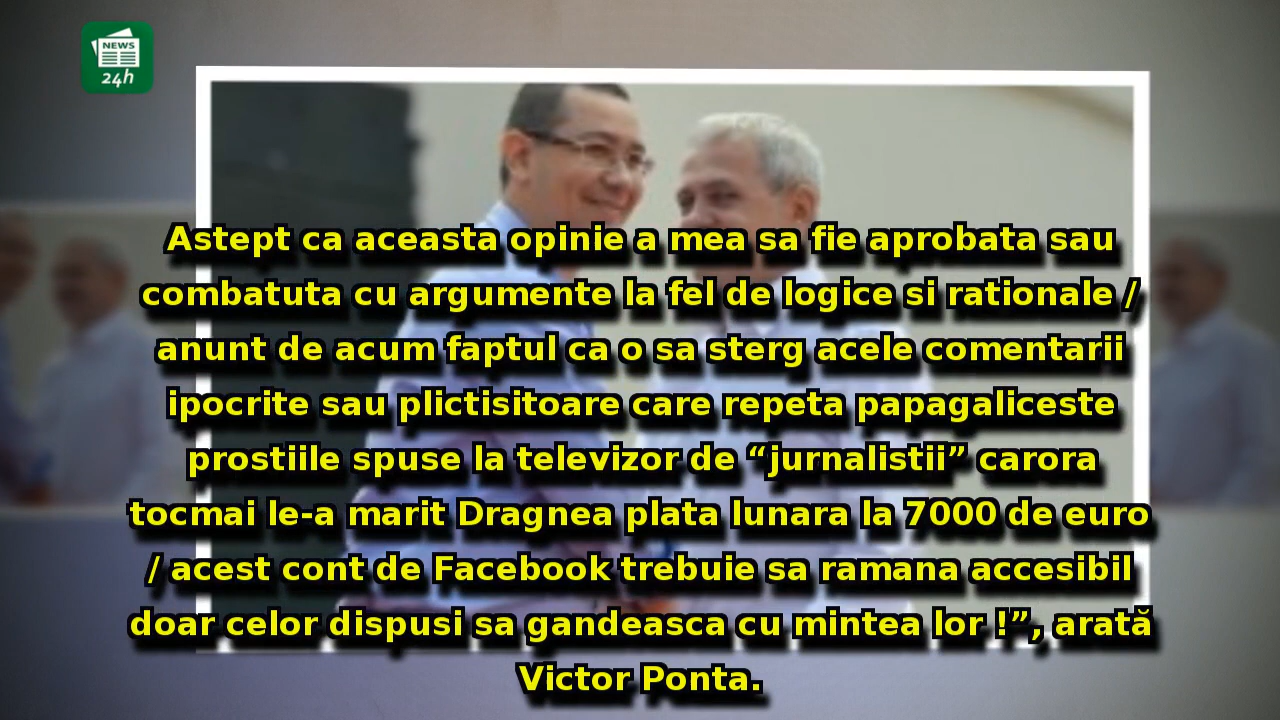 NEWS
24h
Astept ca aceasta opinie a mea sa fie aprobata sau
combatuta cu argumente la fel de logice si rationale /
anunt de acum faptul ca o sa sterg acele comentarii
ipocrite sau plictisitoare care repeta papagaliceste
prostiile spuse la televizor de “jurnalistii” carora
tocmai le-a marit Dragnea plata lunara la 7000 de euro
/ acest cont de Facebook trebuie sa ramana accesibil
doar celor dispusi sa gandeasca cu mintea lor !”, arată
Victor Ponta.